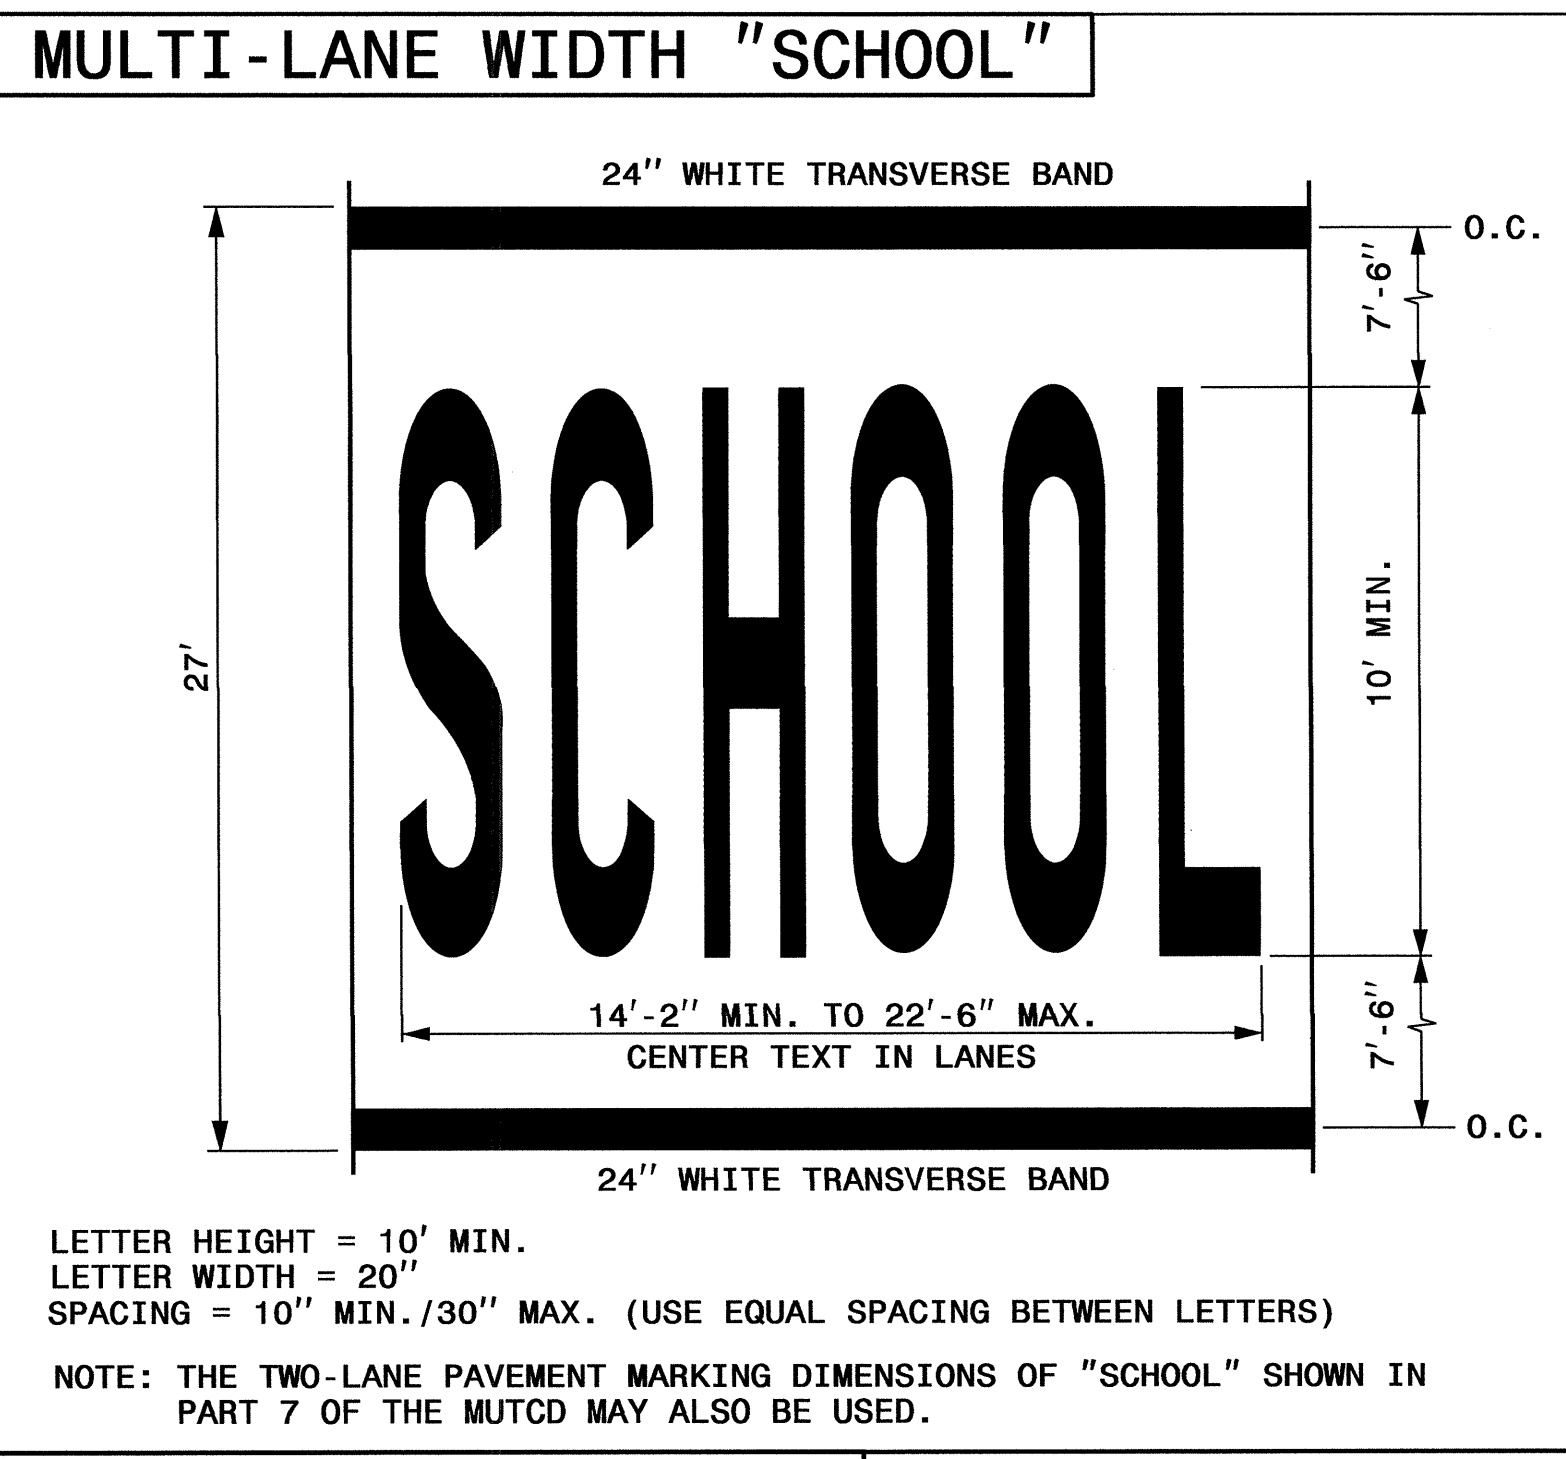 MULTI-LANE WIDTH "SCHOOL"
24" WHITE TRANSVERSE BAND
O.C.
7'-6"
SCHOOL
27'
10' MIN.
14'-2" MIN. TO 22'-6" MAX.
CENTER TEXT IN LANES
7'-6"
O.C.
24" WHITE TRANSVERSE BAND
LETTER HEIGHT = 10' MIN.
LETTER WIDTH = 20"
SPACING = 10" MIN./30" MAX. (USE EQUAL SPACING BETWEEN LETTERS)
NOTE: THE TWO-LANE PAVEMENT MARKING DIMENSIONS OF "SCHOOL" SHOWN IN
PART 7 OF THE MUTCD MAY ALSO BE USED.